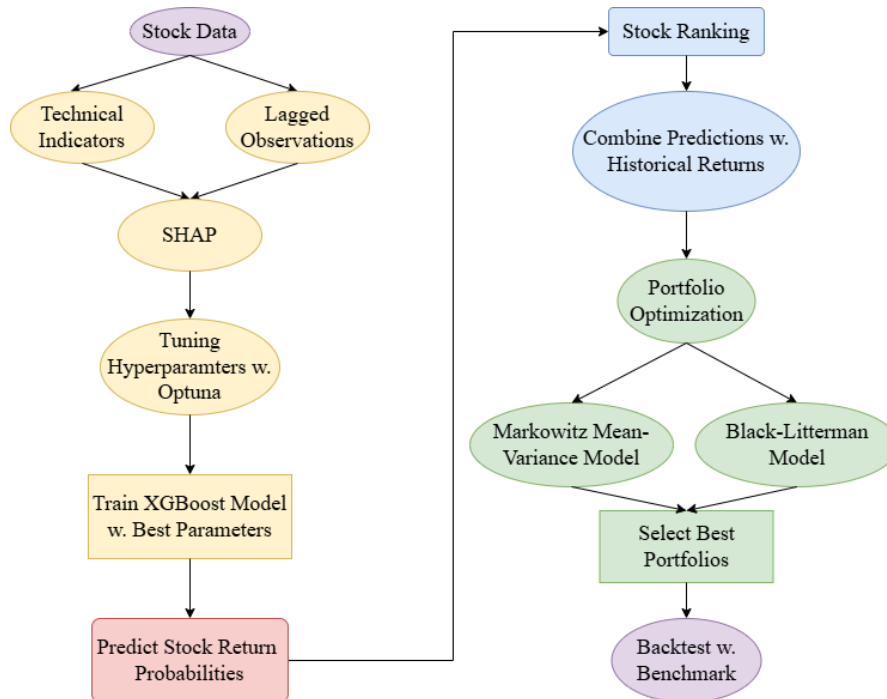 Stock Data
Technical
Indicators
Lagged
Observations
SHAP
Tuning
Hyperparamters w.
Optuna
Train XGBoost Model
w. Best Parameters
Predict Stock Return
Probabilities
Stock Ranking
Combine Predictions w.
Historical Returns
Portfolio
Optimization
Markowitz Mean-
Variance Model
Black-Litterman
Model
Select Best
Portfolios
Backtest w.
Benchmark